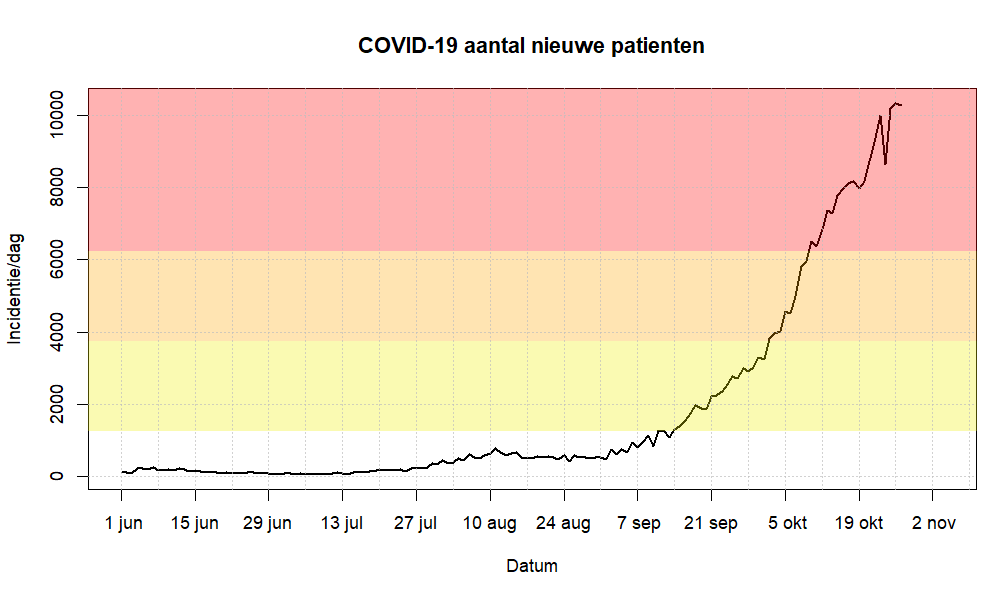 COVID-19 aantal nieuwe patienten
Incidentie/dag
10000
8000
6000
4000
2000
0
1 jun 15 jun 29 jun 13 jul 27 jul 10 aug 24 aug 7 sep 21 sep 5 okt 19 okt 2 nov
Datum